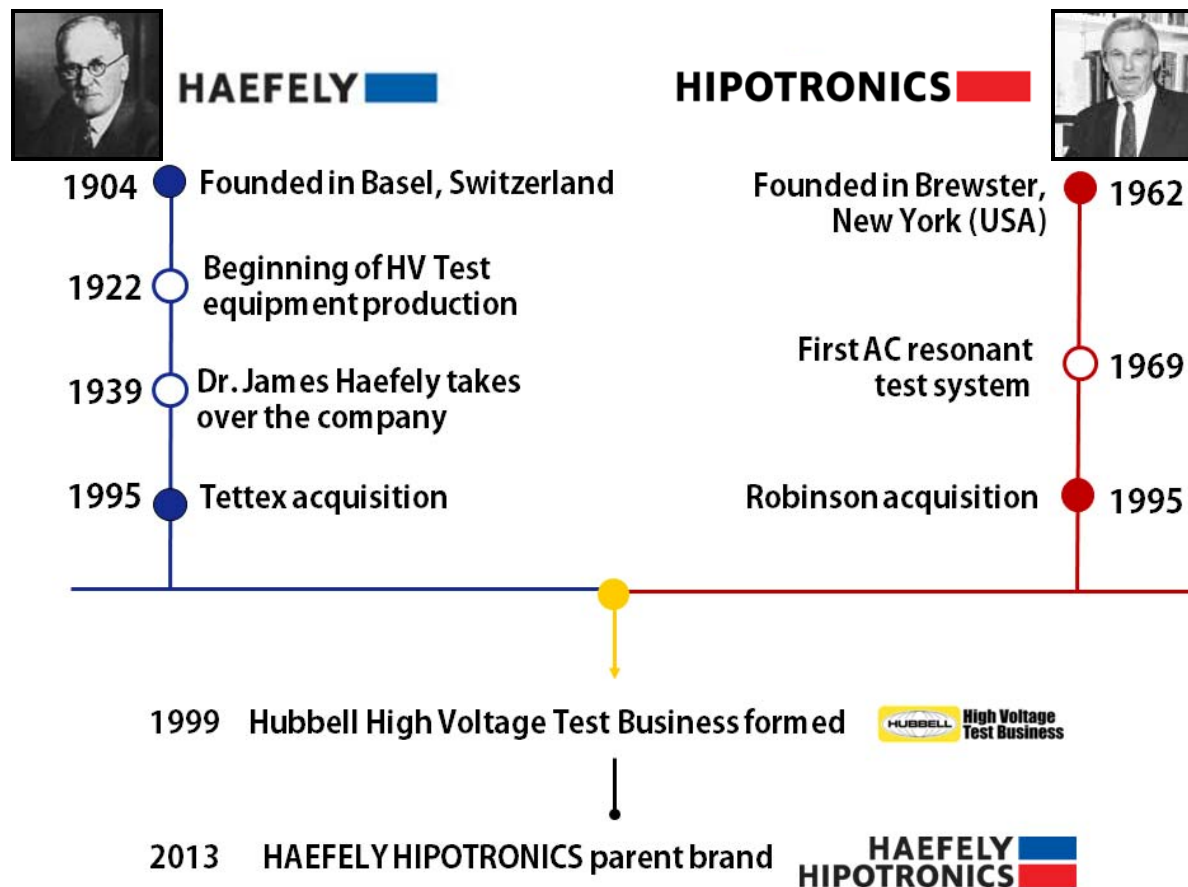 HAEFELY
HIPOTRONICS
1904 Founded in Basel, Switzerland
1922 Beginning of HV Test
equipment production
1939 Dr. James Haefely takes
over the company
1995 Tettex acquisition
Founded in Brewster, 1962
New York (USA)
First AC resonant 1969
test system
Robinson acquisition 1995
1999 Hubbell High Voltage Test Business formed
HUBBELL High Voltage
Test Business
2013 HAEFELY HIPOTRONICS parent brand
HAEFELY
HIPOTRONICS